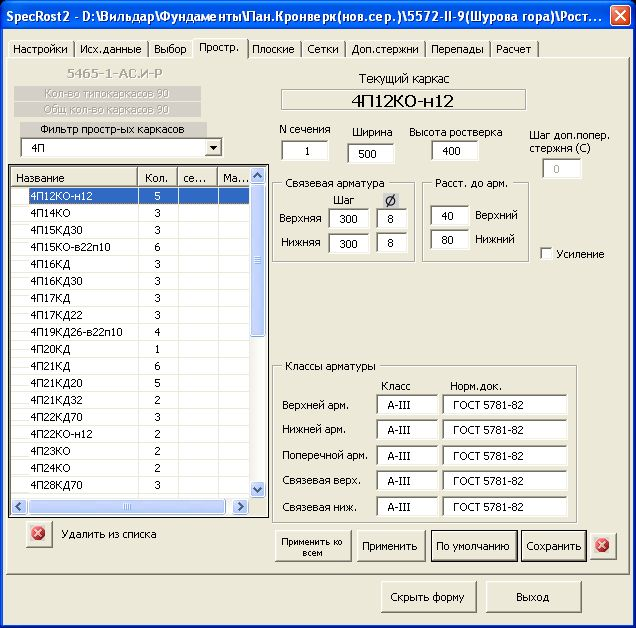 SpecRost2 - D:\Вильдар\Фундаменты\Пан.Кронверк(нов.сер.)\5572-II-9(Шурова гора)\Рост...
Настройки Исх.данные Выбор Простр. Плоские Сетки Доп.стержни Перепады Расчет
5465-1-АС.И-Р
Кол-во типокаркасов 90
Общ кол-во каркасов 90
Фильтр простр-ых каркасов
4П
Название Кол. се... Ма...
4П12КО-н12 5
4П14КО 3
4П15КД30 3
4П15КО-в22п10 6
4П16КД 3
4П16КД30 3
4П17КД 3
4П17КД22 3
4П19КД26-в22п10 4
4П20КД 1
4П21КД 6
4П21КД20 5
4П21КД32 2
4П22КД70 3
4П22КО-н12 2
4П23КО 2
4П24КО 2
4П28КД70 3
Удалить из списка
Текущий каркас
4П12КО-н12
N сечения Ширина Высота ростверка Шаг доп.попер.
стержня (С)
1 500 400 0
Связевая арматура
Шаг Ø
Верхняя 300 8
Нижняя 300 8
Расст. до арм.
40 Верхний
80 Нижний
Усиление
Классы арматуры
Класс Норм.док.
Верхней арм. А-III ГОСТ 5781-82
Нижней арм. А-III ГОСТ 5781-82
Поперечной арм. А-III ГОСТ 5781-82
Связевая верх. А-III ГОСТ 5781-82
Связевая ниж. А-III ГОСТ 5781-82
Применить ко
всем
Применить
По умолчанию
Сохранить
Скрыть форму
Выход